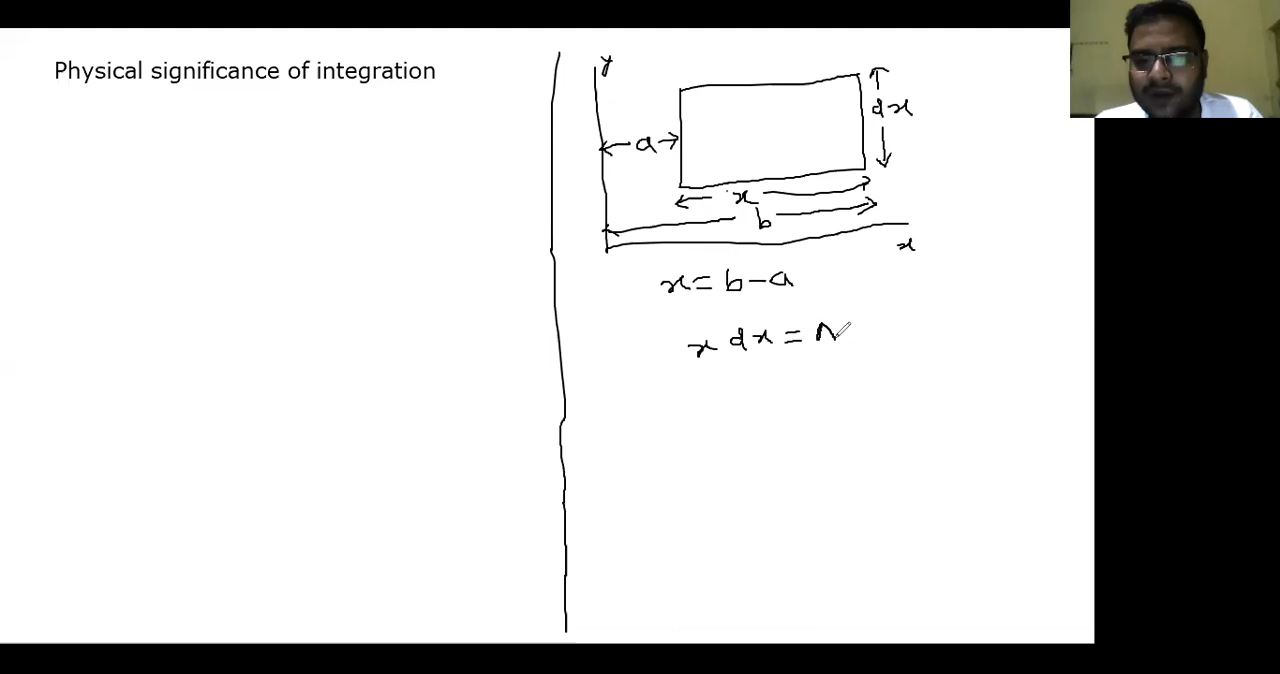 Physical significance of integration
y
a
dx
x
b
x
x = b - a
x dx =